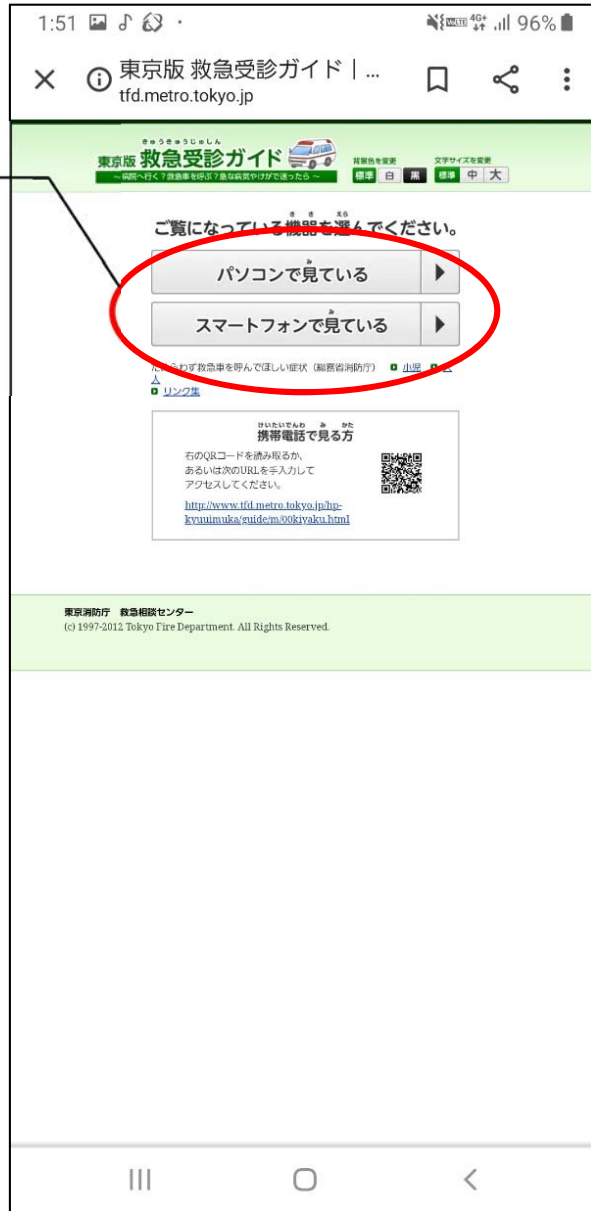 1:51
4G+ 96%
東京版 救急受診ガイド | ...
tfd.metro.tokyo.jp
きゅうきゅうじゅしん
東京版 救急受診ガイド
～病院へ行く?救急車を呼ぶ?急な病気やけがで迷ったら～
背景色を変更 文字サイズを変更
標準 白 黒 標準 中 大
き き えら
ご覧になっている機器を選んでください。
み
パソコンで見ている
み
スマートフォンで見ている
わず救急車を呼んでほしい症状(総務省消防庁) 小児
人
リンク集
けいたいでんわ み かた
携帯電話で見る方
右のQRコードを読み取るか、
あるいは次のURLを手入力して
アクセスしてください。
http://www.tfd.metro.tokyo.jp/hp-
kyuuimuka/guide/m/00kiyaku.html
東京消防庁 救急相談センター
(c) 1997-2012 Tokyo Fire Department. All Rights Reserved.